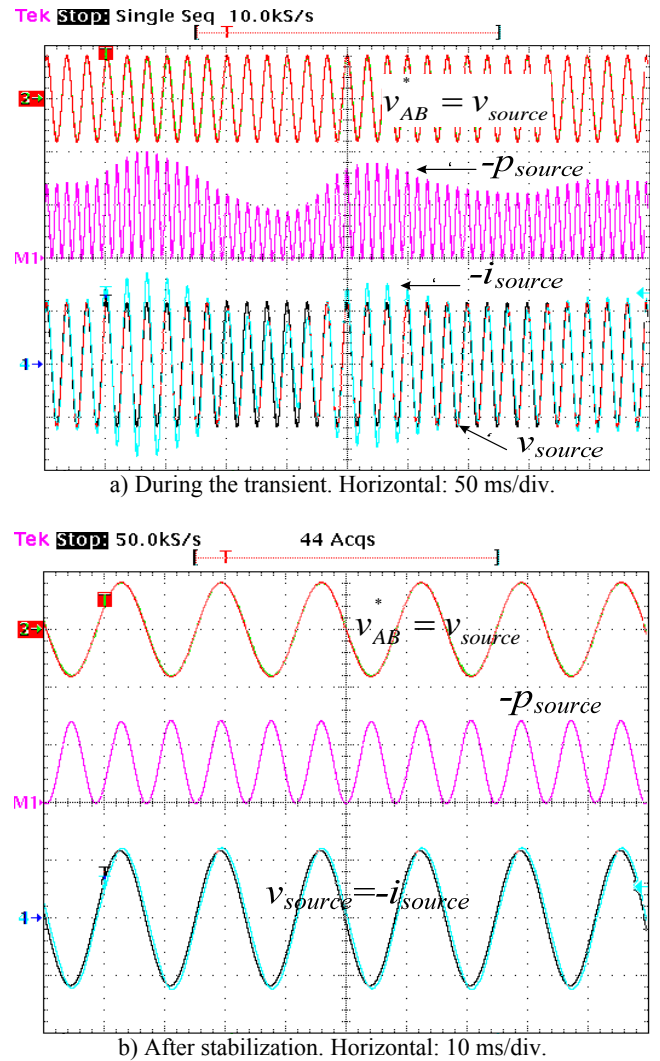 Tek Stop: Single Seq 10.0kS/s
T
T
3
v*AB = vsource
-psource
M1
T
-isource
1
vsource
a) During the transient. Horizontal: 50 ms/div.
Tek Stop: 50.0kS/s 44 Acqs
T
T
3
v*AB = vsource
-psource
M1
T
vsource=-isource
1
b) After stabilization. Horizontal: 10 ms/div.